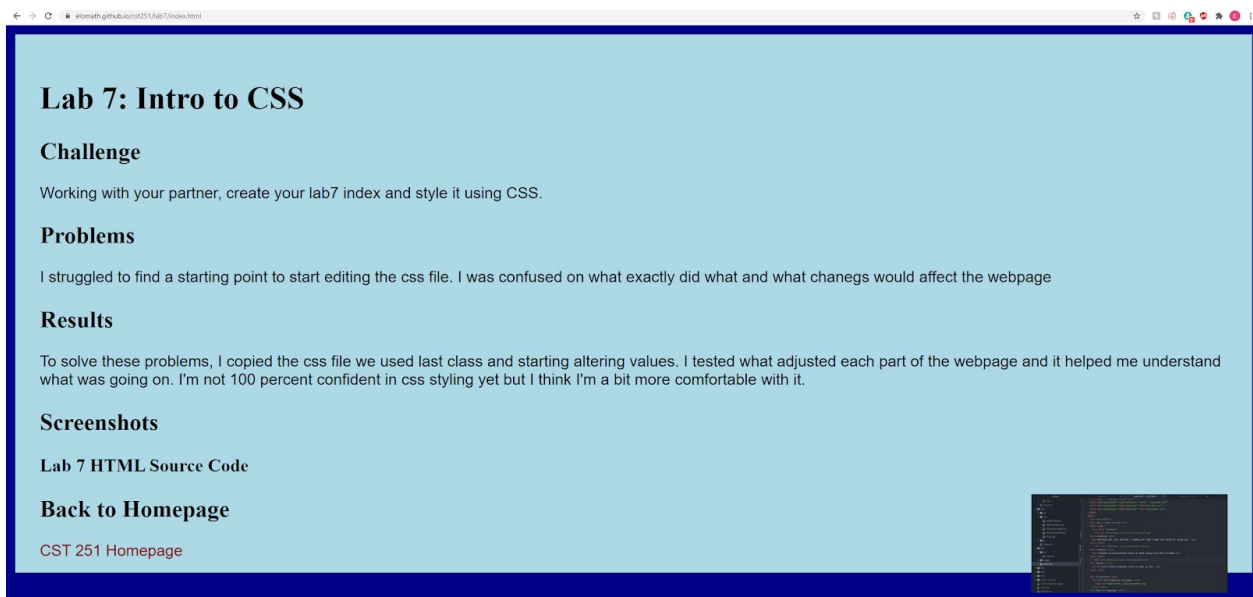 elomath.github.io/cst251/lab7/index.html
Lab 7: Intro to CSS
Challenge
Working with your partner, create your lab7 index and style it using CSS.
Problems
I struggled to find a starting point to start editing the css file. I was confused on what exactly did what and what chanegs would affect the webpage
Results
To solve these problems, I copied the css file we used last class and starting altering values. I tested what adjusted each part of the webpage and it helped me understand
what was going on. I'm not 100 percent confident in css styling yet but I think I'm a bit more comfortable with it.
Screenshots
Lab 7 HTML Source Code
Back to Homepage
CST 251 Homepage